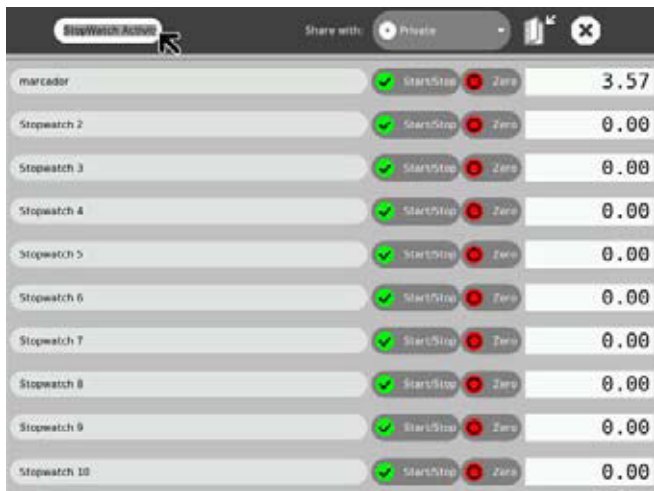 StopWatch Activit Share with: Private
marcador Start/Stop Zero 3.57
Stopwatch 2 Start/Stop Zero 0.00
Stopwatch 3 Start/Stop Zero 0.00
Stopwatch 4 Start/Stop Zero 0.00
Stopwatch 5 Start/Stop Zero 0.00
Stopwatch 6 Start/Stop Zero 0.00
Stopwatch 7 Start/Stop Zero 0.00
Stopwatch 8 Start/Stop Zero 0.00
Stopwatch 9 Start/Stop Zero 0.00
Stopwatch 10 Start/Stop Zero 0.00